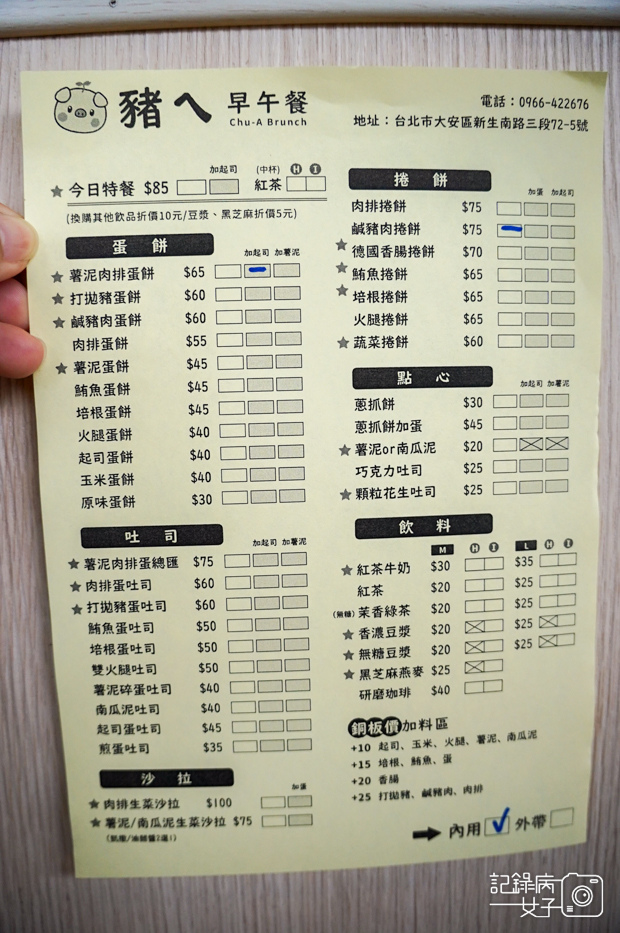 豬ㄟ 早午餐
Chu-A Brunch
電話：0966-422676
地址：台北市大安區新生南路三段72-5號
加起司 (中杯) H I
★ 今日特餐 $85 紅茶
(換購其他飲品折價10元/豆漿、黑芝麻折價5元)
蛋 餅
加起司 加薯泥
★ 薯泥肉排蛋餅 $65
★ 打拋豬蛋餅 $60
★ 鹹豬肉蛋餅 $60
肉排蛋餅 $55
★ 薯泥蛋餅 $45
鮪魚蛋餅 $45
培根蛋餅 $45
火腿蛋餅 $40
起司蛋餅 $40
玉米蛋餅 $40
原味蛋餅 $30
吐 司
加起司 加薯泥
★ 薯泥肉排蛋總匯 $75
★ 肉排蛋吐司 $60
★ 打拋豬蛋吐司 $60
鮪魚蛋吐司 $50
培根蛋吐司 $50
雙火腿吐司 $50
薯泥碎蛋吐司 $40
南瓜泥吐司 $40
起司蛋吐司 $45
煎蛋吐司 $35
沙 拉
加蛋
★ 肉排生菜沙拉 $100
★ 薯泥/南瓜泥生菜沙拉 $75
捲 餅
加蛋 加起司
肉排捲餅 $75
鹹豬肉捲餅 $75
★ 德國香腸捲餅 $70
★ 鮪魚捲餅 $65
★ 培根捲餅 $65
火腿捲餅 $65
★ 蔬菜捲餅 $60
點 心
加起司 加薯泥
蔥抓餅 $30
蔥抓餅加蛋 $45
★ 薯泥or南瓜泥 $20
巧克力吐司 $25
★ 顆粒花生吐司 $25
飲 料
M H I L H I
★ 紅茶牛奶 $30 $35
紅茶 $20 $25
(無糖) 茉香綠茶 $20 $25
★ 香濃豆漿 $20 $25
★ 無糖豆漿 $20 $25
★ 黑芝麻燕麥 $25
研磨咖啡 $40
銅板價加料區
+10 起司、玉米、火腿、薯泥、南瓜泥
+15 培根、鮪魚、蛋
+20 香腸
+25 打拋豬、鹹豬肉、肉排
內用 ✓ 外帶
記錄病
女子